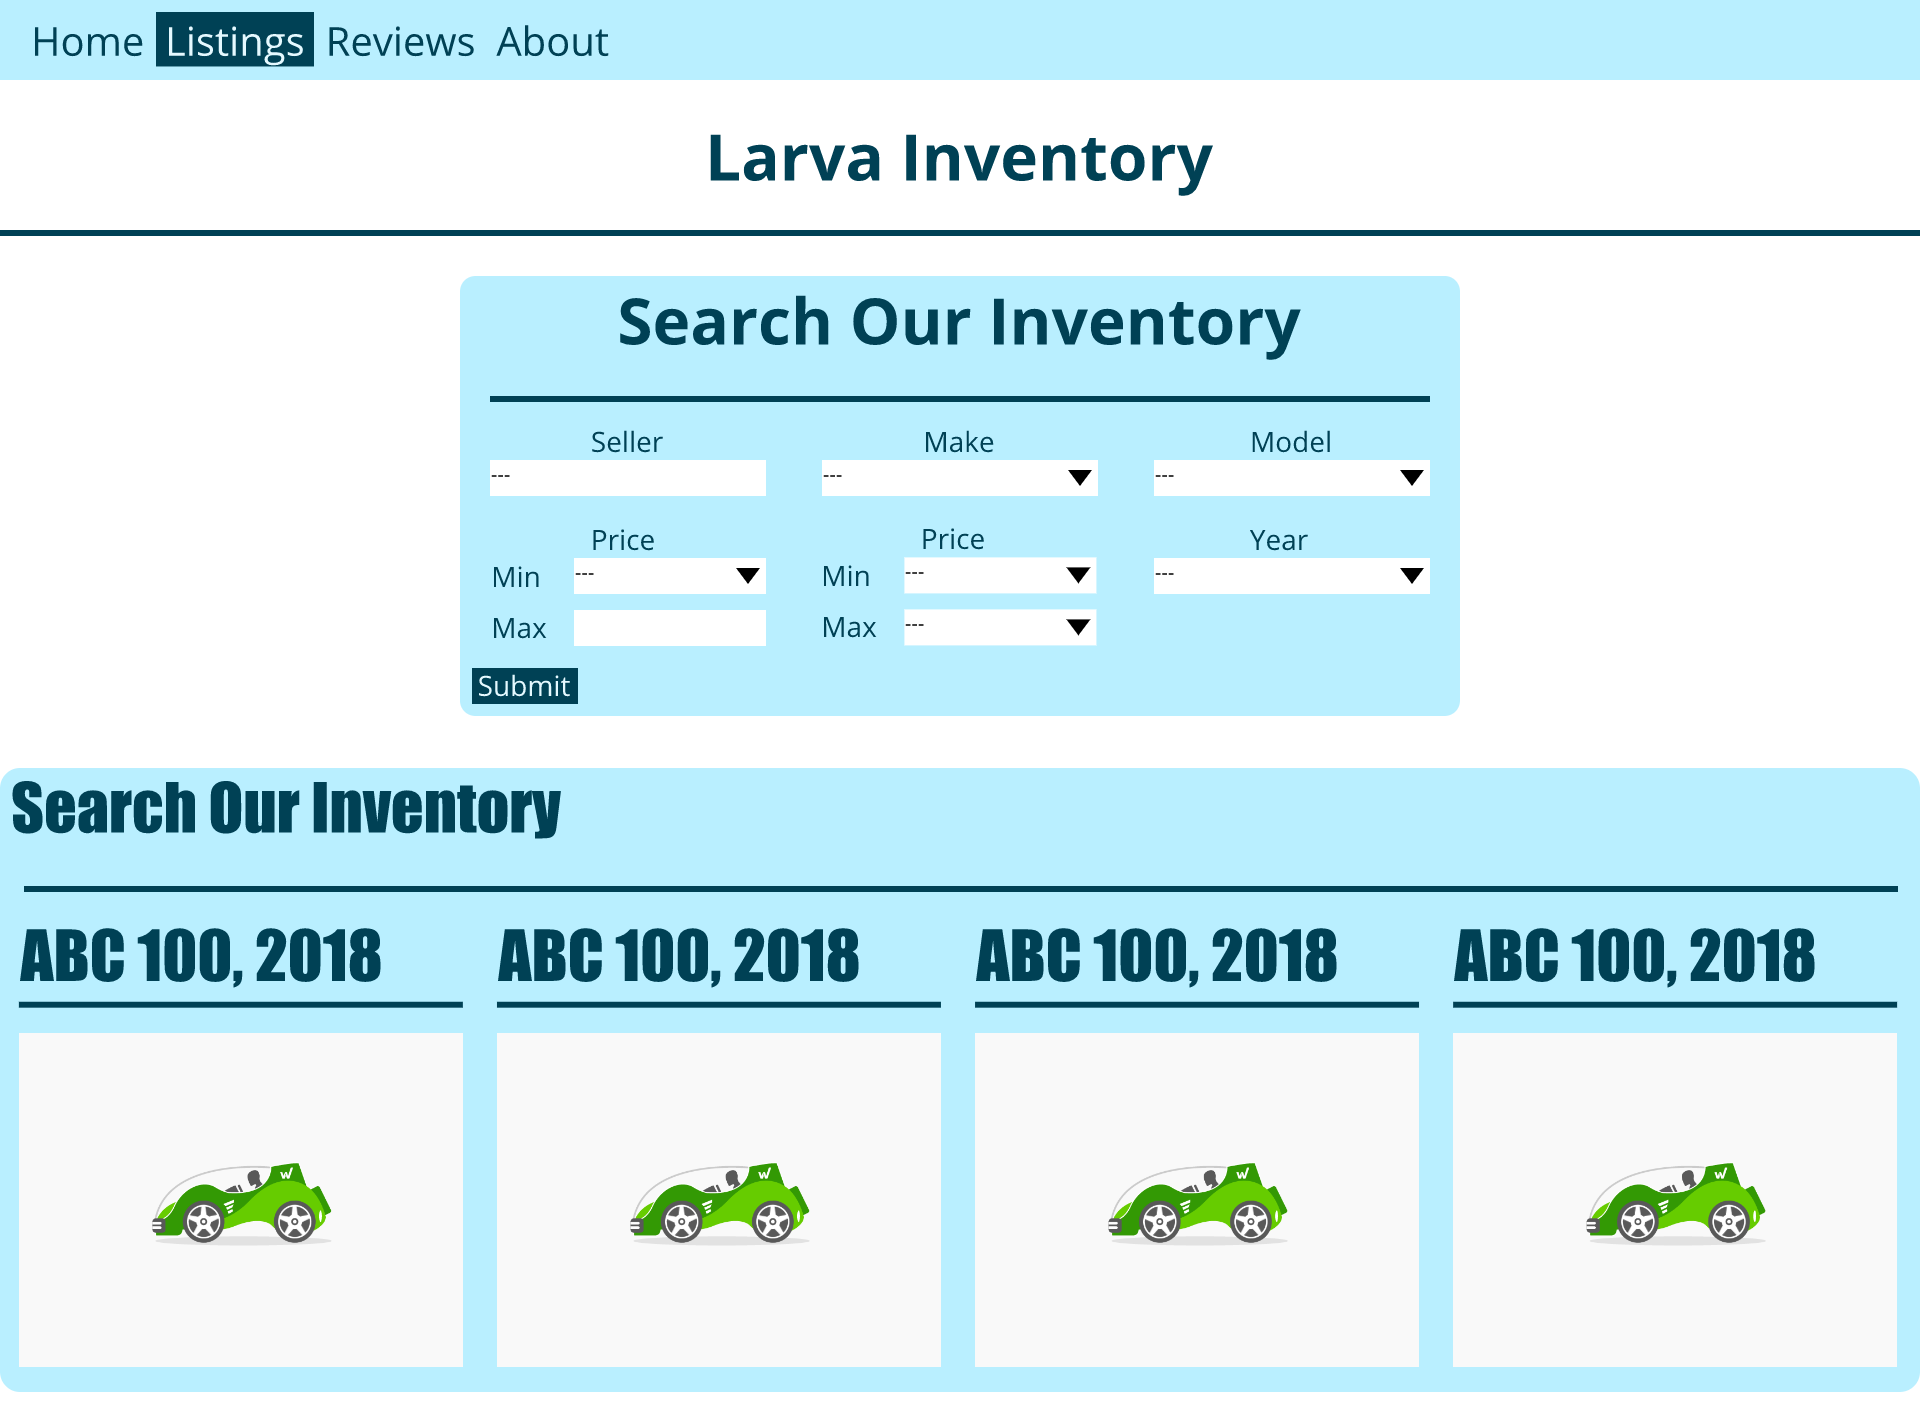 Home Listings Reviews About
Larva Inventory
Search Our Inventory
Seller Make Model
--- --- ---
Price Price Year
Min --- Min --- ---
Max Max ---
Submit
Search Our Inventory
ABC 100, 2018 ABC 100, 2018 ABC 100, 2018 ABC 100, 2018
W W W W